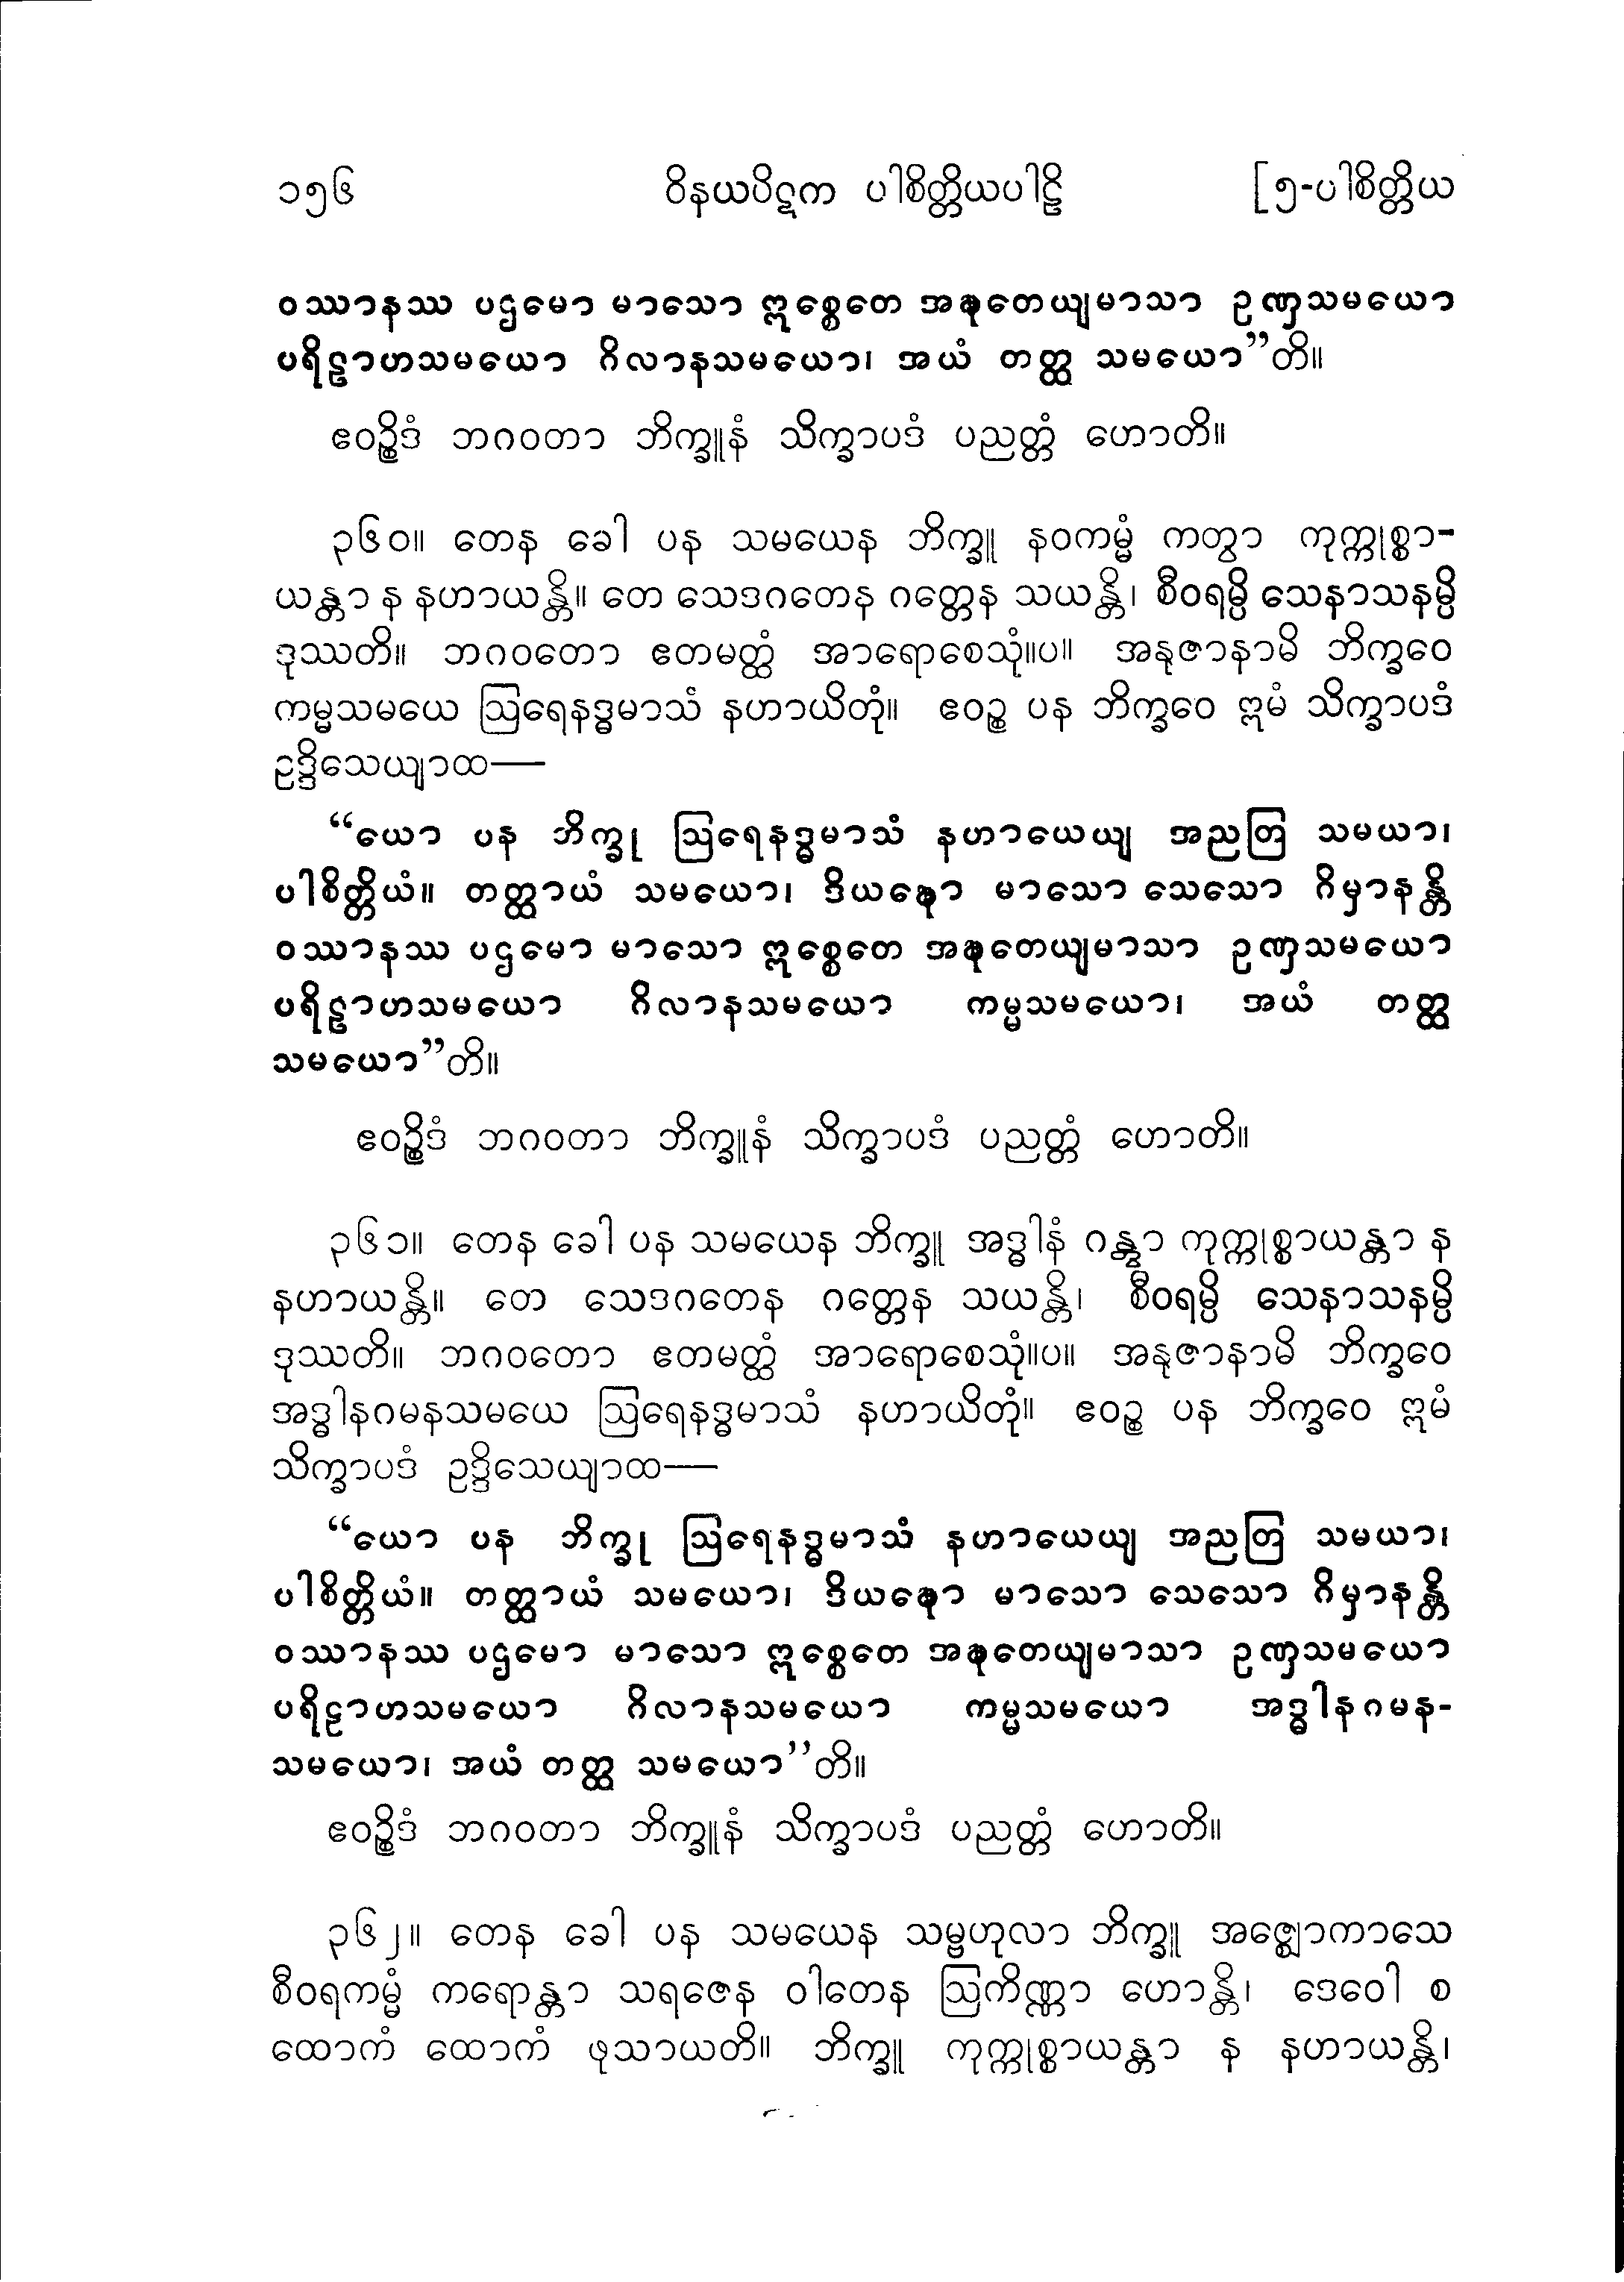 ၁၅၆ ဝိနယပိဋက ပါစိတ္တိယပါဠိ [၅-ပါစိတ္တိယ
ဝဿာနဿ ပဌမော မာသော ဣစ္စေတေ အဍ္ဎတေယျမာသာ ဥဏှသမယော
ပရိဠာဟသမယော ဂိလာနသမယော၊ အယံ တတ္ထ သမယော”တိ။
ဧဝဉ္စိဒံ ဘဂဝတာ ဘိက္ခူနံ သိက္ခာပဒံ ပညတ္တံ ဟောတိ။
၃၆၀။ တေန ခေါ ပန သမယေန ဘိက္ခူ နဝကမ္မံ ကတွာ ကုက္ကုစ္စာ-
ယန္တာ န နဟာယန္တိ။ တေ သေဒဂတေန ဂတ္တေန သယန္တိ၊ စီဝရမ္ပိ သေနာသနမ္ပိ
ဒုဿတိ။ ဘဂဝတော ဧတမတ္ထံ အာရောစေသုံ။ပ။ အနုဇာနာမိ ဘိက္ခဝေ
ကမ္မသမယေ ဩရေနဒ္ဓမာသံ နဟာယိတုံ။ ဧဝဉ္စ ပန ဘိက္ခဝေ ဣမံ သိက္ခာပဒံ
ဥဒ္ဒိသေယျာထ—
“ယော ပန ဘိက္ခု ဩရေနဒ္ဓမာသံ နဟာယေယျ အညတြ သမယာ၊
ပါစိတ္တိယံ။ တတ္ထာယံ သမယော၊ ဒိယဍ္ဎော မာသော သေသော ဂိမှာနန္တိ
ဝဿာနဿ ပဌမော မာသော ဣစ္စေတေ အဍ္ဎတေယျမာသာ ဥဏှသမယော
ပရိဠာဟသမယော ဂိလာနသမယော ကမ္မသမယော၊ အယံ တတ္ထ
သမယော”တိ။
ဧဝဉ္စိဒံ ဘဂဝတာ ဘိက္ခူနံ သိက္ခာပဒံ ပညတ္တံ ဟောတိ။
၃၆၁။ တေန ခေါ ပန သမယေန ဘိက္ခူ အဒ္ဓါနံ ဂန္တွာ ကုက္ကုစ္စာယန္တာ န
နဟာယန္တိ။ တေ သေဒဂတေန ဂတ္တေန သယန္တိ၊ စီဝရမ္ပိ သေနာသနမ္ပိ
ဒုဿတိ။ ဘဂဝတော ဧတမတ္ထံ အာရောစေသုံ။ပ။ အနုဇာနာမိ ဘိက္ခဝေ
အဒ္ဓါနဂမနသမယေ ဩရေနဒ္ဓမာသံ နဟာယိတုံ။ ဧဝဉ္စ ပန ဘိက္ခဝေ ဣမံ
သိက္ခာပဒံ ဥဒ္ဒိသေယျာထ—
“ယော ပန ဘိက္ခု ဩရေနဒ္ဓမာသံ နဟာယေယျ အညတြ သမယာ၊
ပါစိတ္တိယံ။ တတ္ထာယံ သမယော၊ ဒိယဍ္ဎော မာသော သေသော ဂိမှာနန္တိ
ဝဿာနဿ ပဌမော မာသော ဣစ္စေတေ အဍ္ဎတေယျမာသာ ဥဏှသမယော
ပရိဠာဟသမယော ဂိလာနသမယော ကမ္မသမယော အဒ္ဓါနဂမန-
သမယော၊ အယံ တတ္ထ သမယော”တိ။
ဧဝဉ္စိဒံ ဘဂဝတာ ဘိက္ခူနံ သိက္ခာပဒံ ပညတ္တံ ဟောတိ။
၃၆၂။ တေန ခေါ ပန သမယေန သမ္ဗဟုလာ ဘိက္ခူ အဇ္ဈောကာသေ
စီဝရကမ္မံ ကရောန္တာ သရဇေန ဝါတေန ဩကိဏ္ဏာ ဟောန္တိ၊ ဒေဝေါ စ
ထောကံ ထောကံ ဖုသာယတိ။ ဘိက္ခူ ကုက္ကုစ္စာယန္တာ န နဟာယန္တိ၊